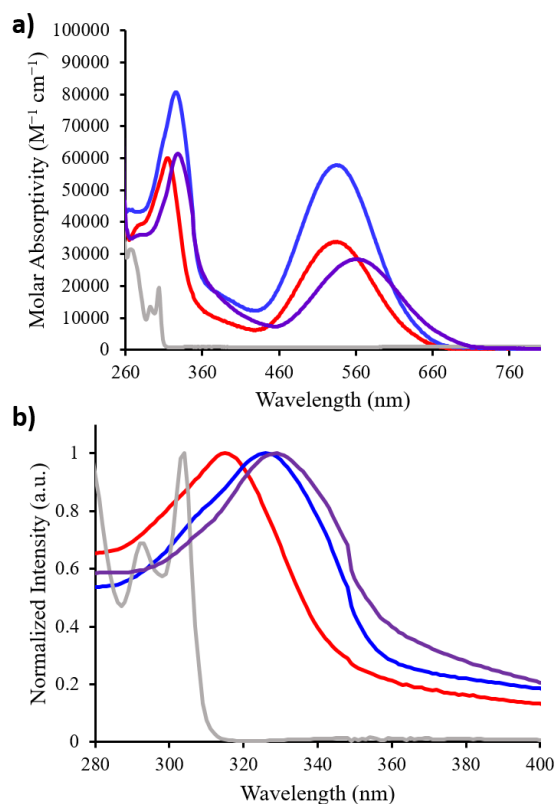 a)
Molar Absorptivity (M⁻¹ cm⁻¹)
100000
90000
80000
70000
60000
50000
40000
30000
20000
10000
0
260 360 460 560 660 760
Wavelength (nm)
b)
Normalized Intensity (a.u.)
1
0.8
0.6
0.4
0.2
0
280 300 320 340 360 380 400
Wavelength (nm)